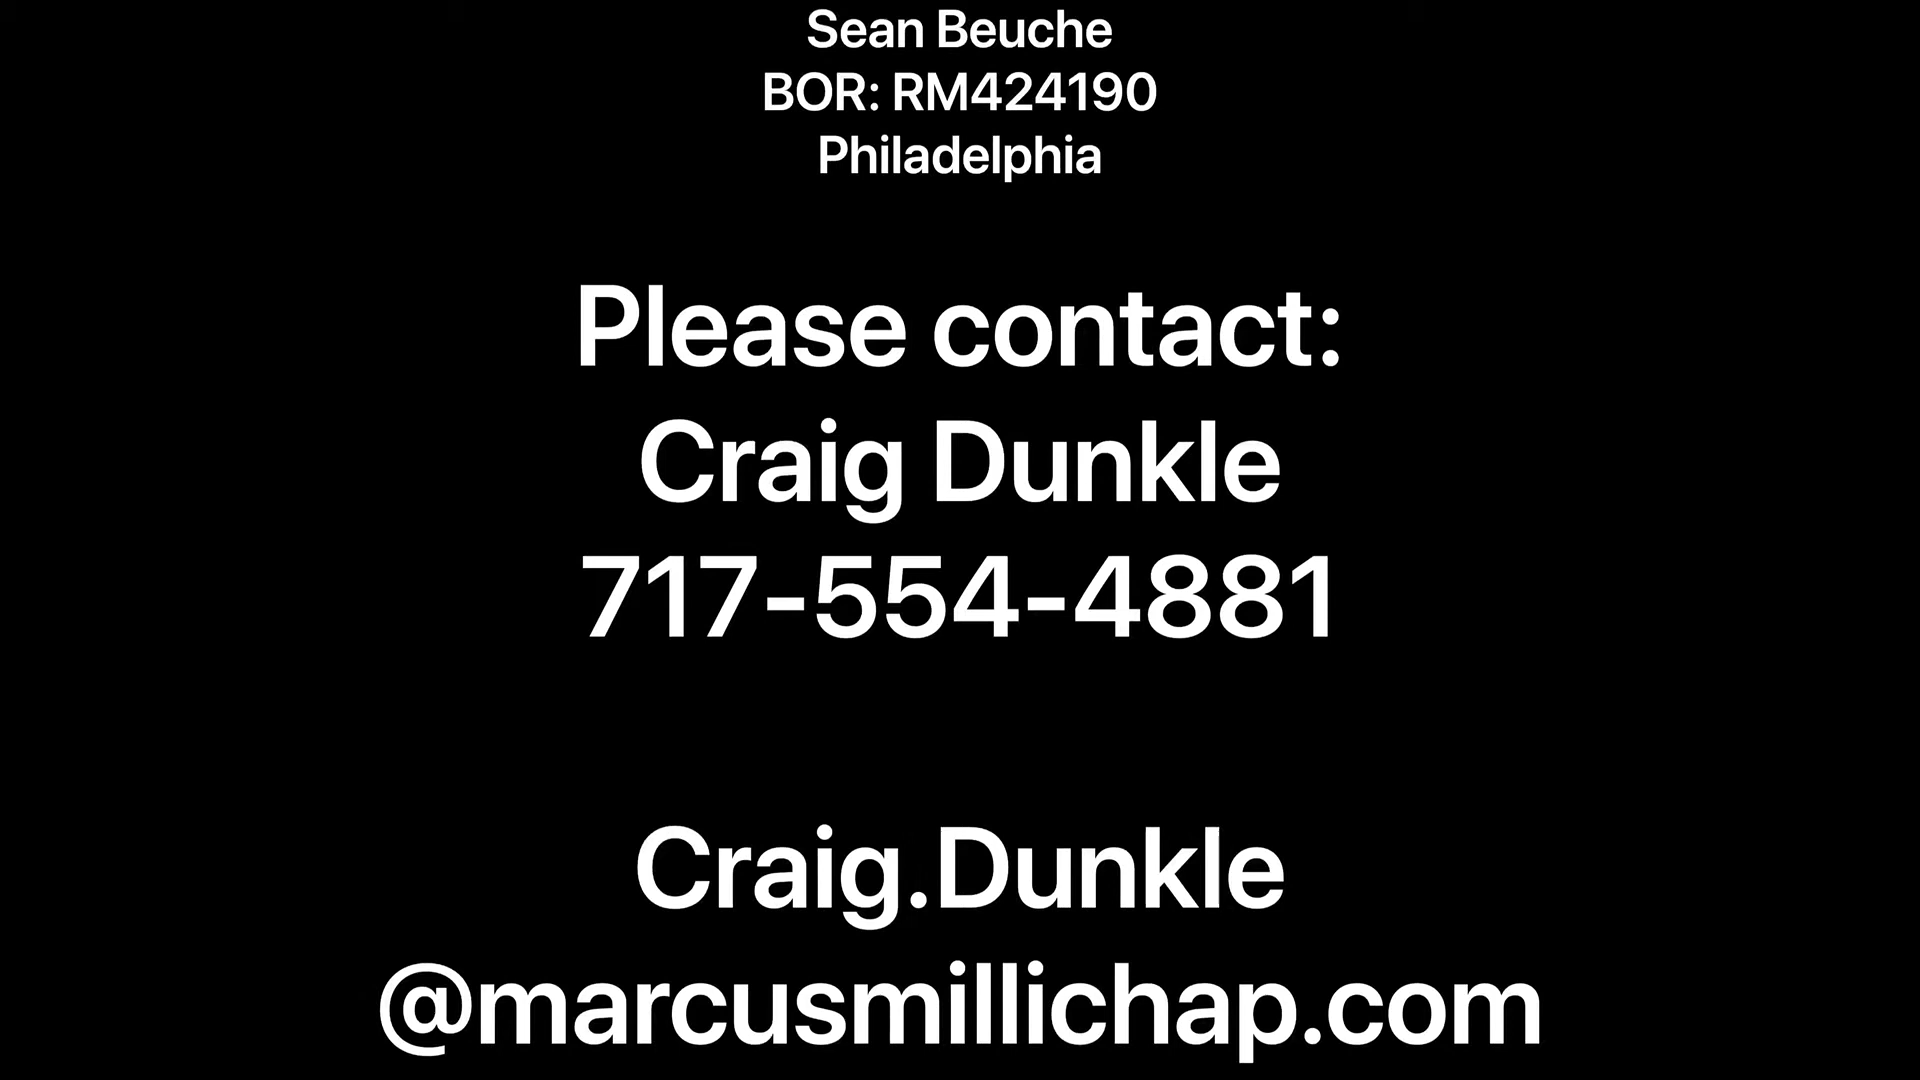 Sean Beuche
BOR: RM424190
Philadelphia
Please contact:
Craig Dunkle
717-554-4881
Craig.Dunkle
@marcusmillichap.com